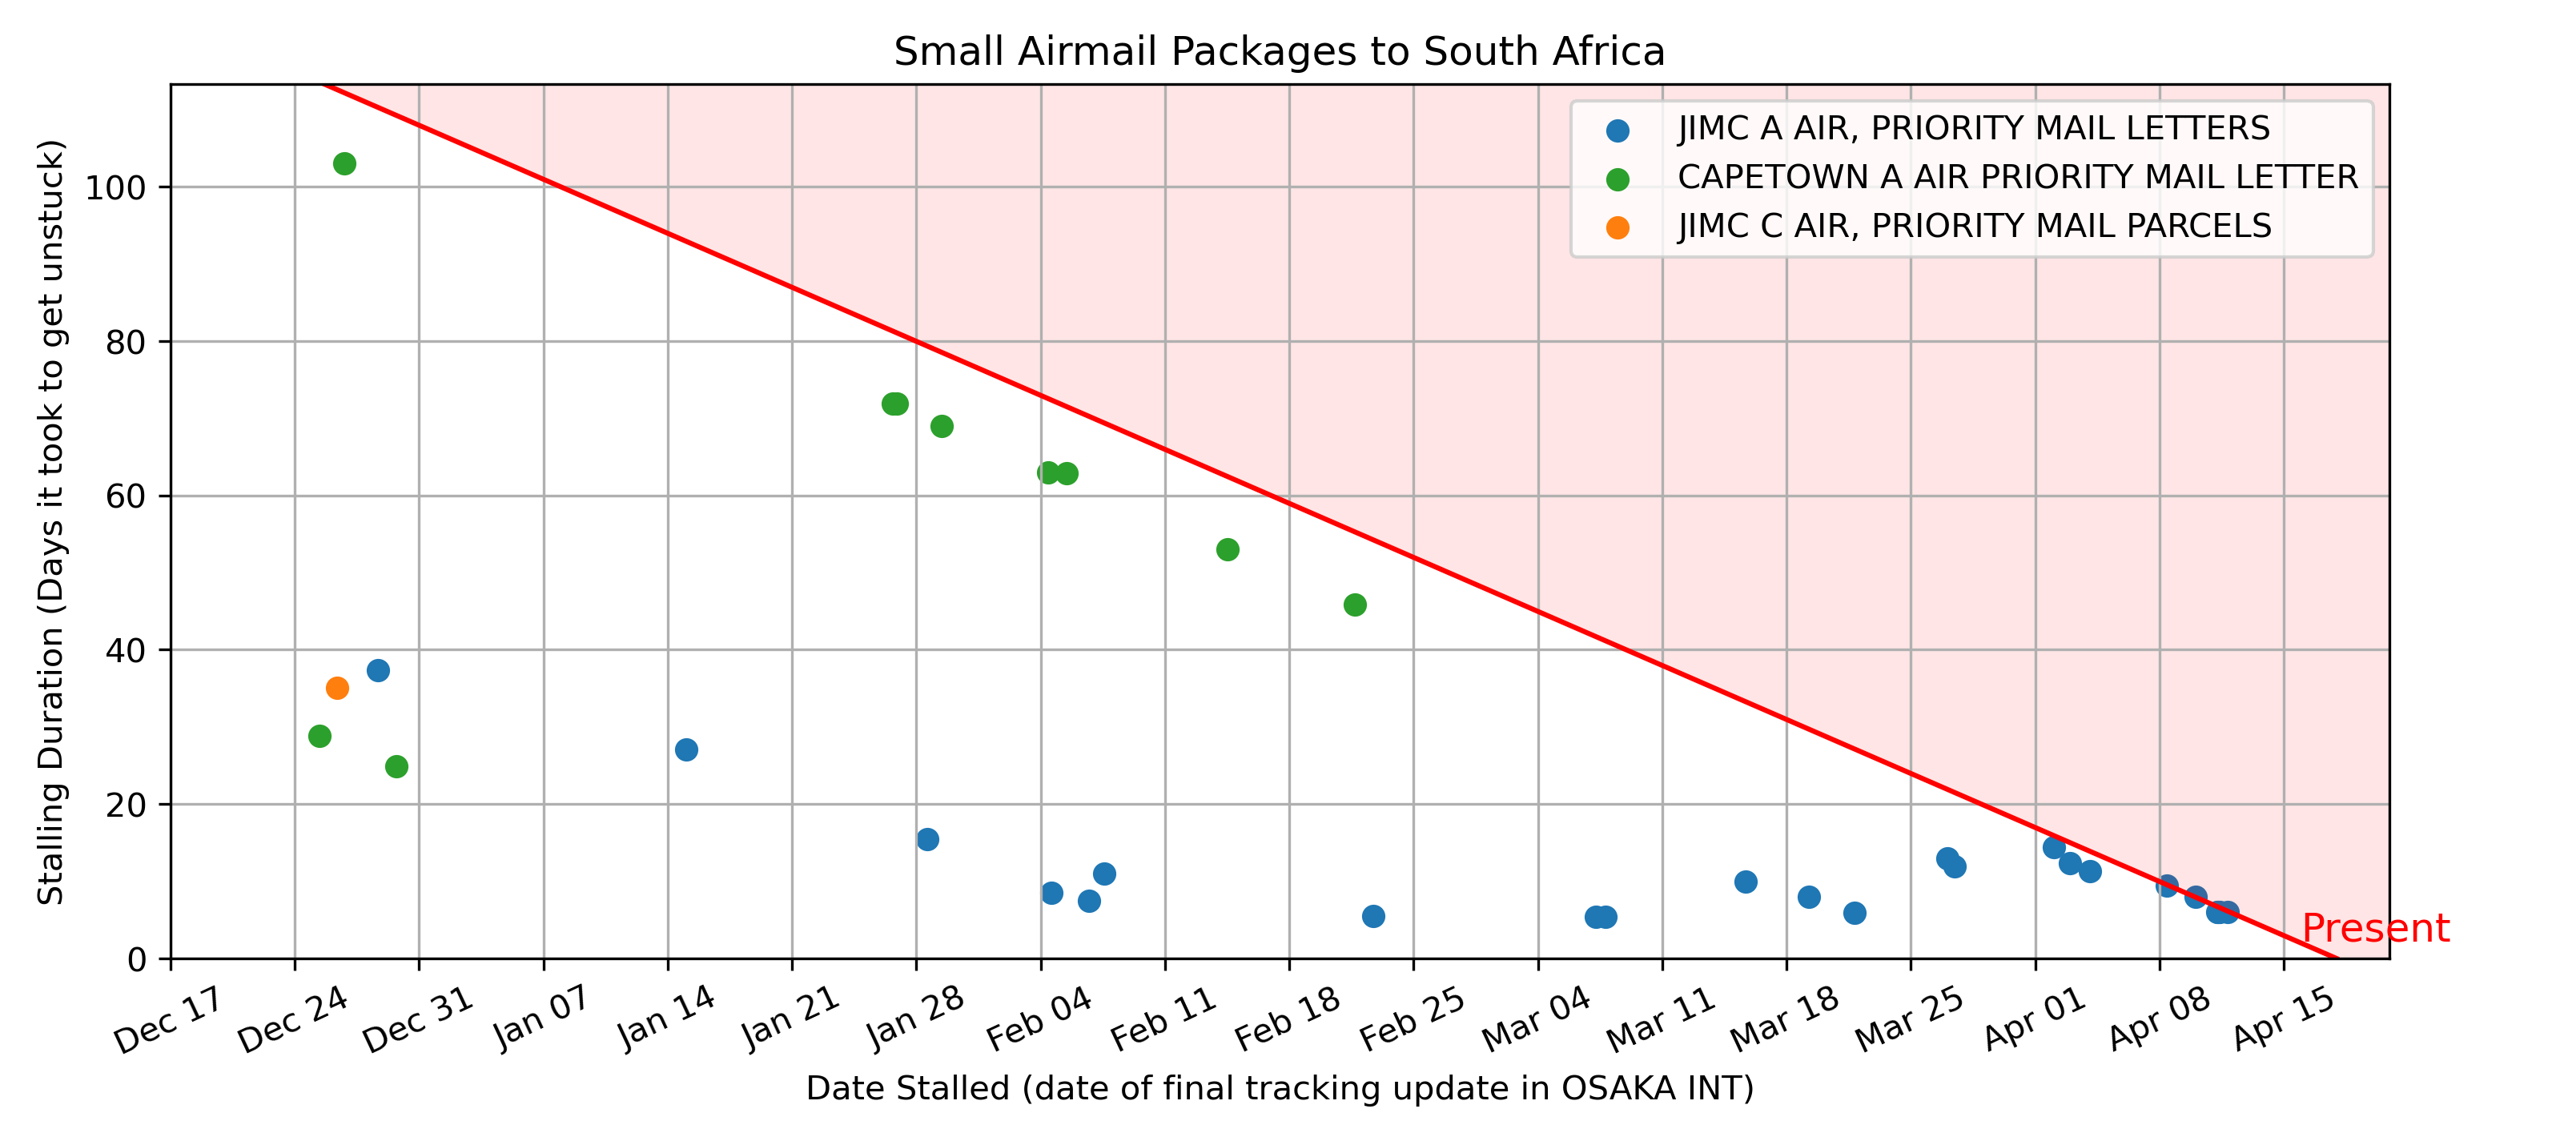 Small Airmail Packages to South Africa
JIMC A AIR, PRIORITY MAIL LETTERS
CAPETOWN A AIR PRIORITY MAIL LETTER
JIMC C AIR, PRIORITY MAIL PARCELS
Stalling Duration (Days it took to get unstuck)
100
80
60
40
20
0
Present
Dec 17
Dec 24
Dec 31
Jan 07
Jan 14
Jan 21
Jan 28
Feb 04
Feb 11
Feb 18
Feb 25
Mar 04
Mar 11
Mar 18
Mar 25
Apr 01
Apr 08
Apr 15
Date Stalled (date of final tracking update in OSAKA INT)